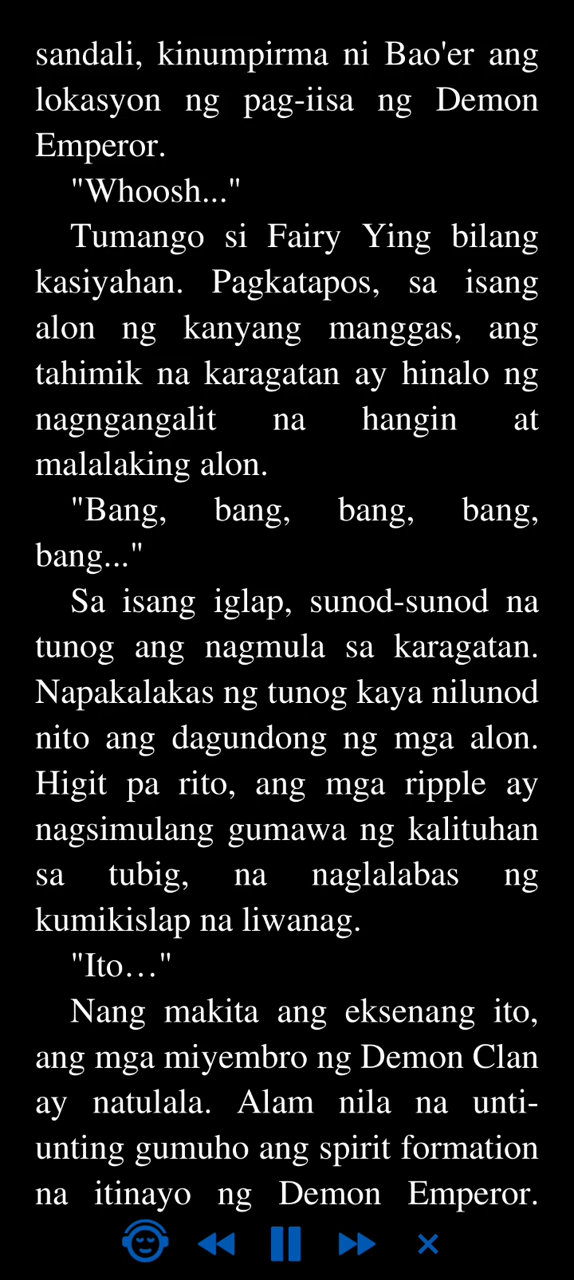 sandali, kinumpirma ni Bao'er ang
lokasyon ng pag-iisa ng Demon
Emperor.
"Whoosh..."
Tumango si Fairy Ying bilang
kasiyahan. Pagkatapos, sa isang
alon ng kanyang manggas, ang
tahimik na karagatan ay hinalo ng
nagngangalit na hangin at
malalaking alon.
"Bang, bang, bang, bang,
bang..."
Sa isang iglap, sunod-sunod na
tunog ang nagmula sa karagatan.
Napakalakas ng tunog kaya nilunod
nito ang dagundong ng mga alon.
Higit pa rito, ang mga ripple ay
nagsimulang gumawa ng kalituhan
sa tubig, na naglalabas ng
kumikislap na liwanag.
"Ito…"
Nang makita ang eksenang ito,
ang mga miyembro ng Demon Clan
ay natulala. Alam nila na unti-
unting gumuho ang spirit formation
na itinayo ng Demon Emperor.